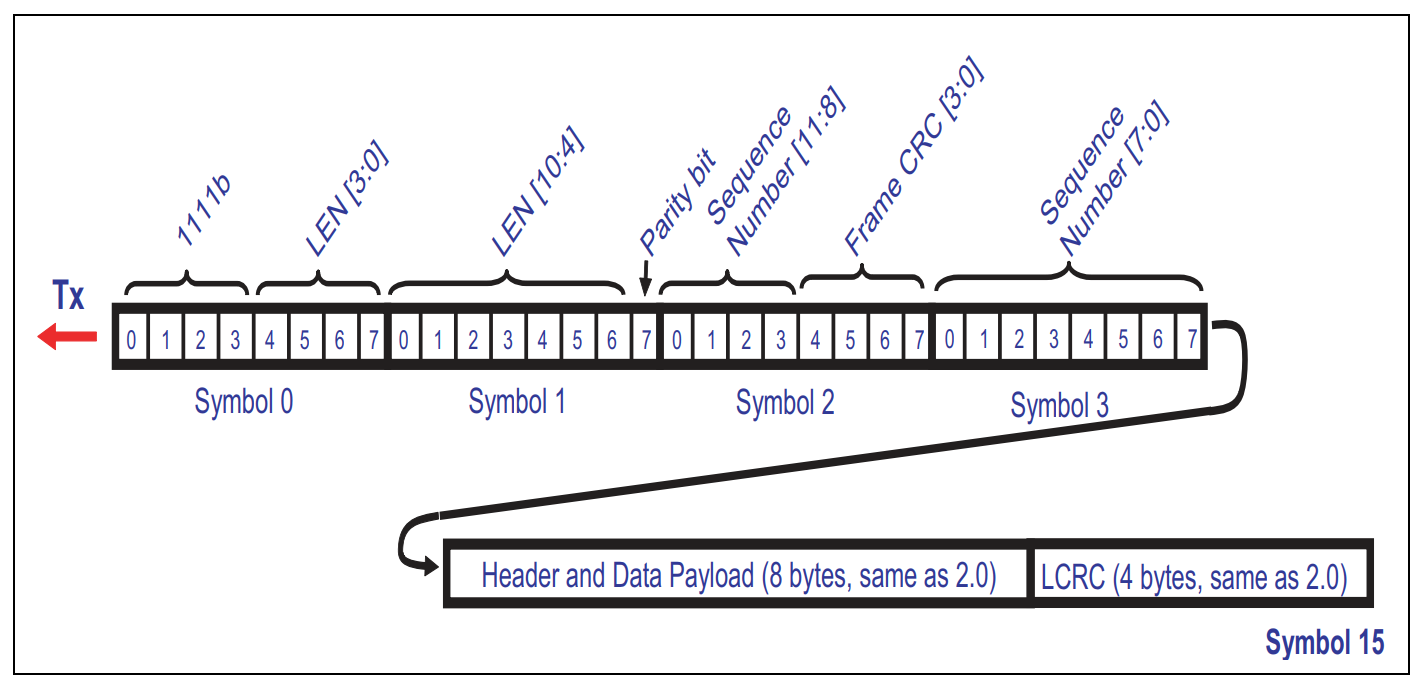 1111b
LEN [3:0]
LEN [10:4]
Parity bit
Sequence
Number [11:8]
Frame CRC [3:0]
Sequence
Number [7:0]
Tx
0 1 2 3 4 5 6 7 0 1 2 3 4 5 6 7 0 1 2 3 4 5 6 7 0 1 2 3 4 5 6 7
Symbol 0 Symbol 1 Symbol 2 Symbol 3
Header and Data Payload (8 bytes, same as 2.0) LCRC (4 bytes, same as 2.0)
Symbol 15